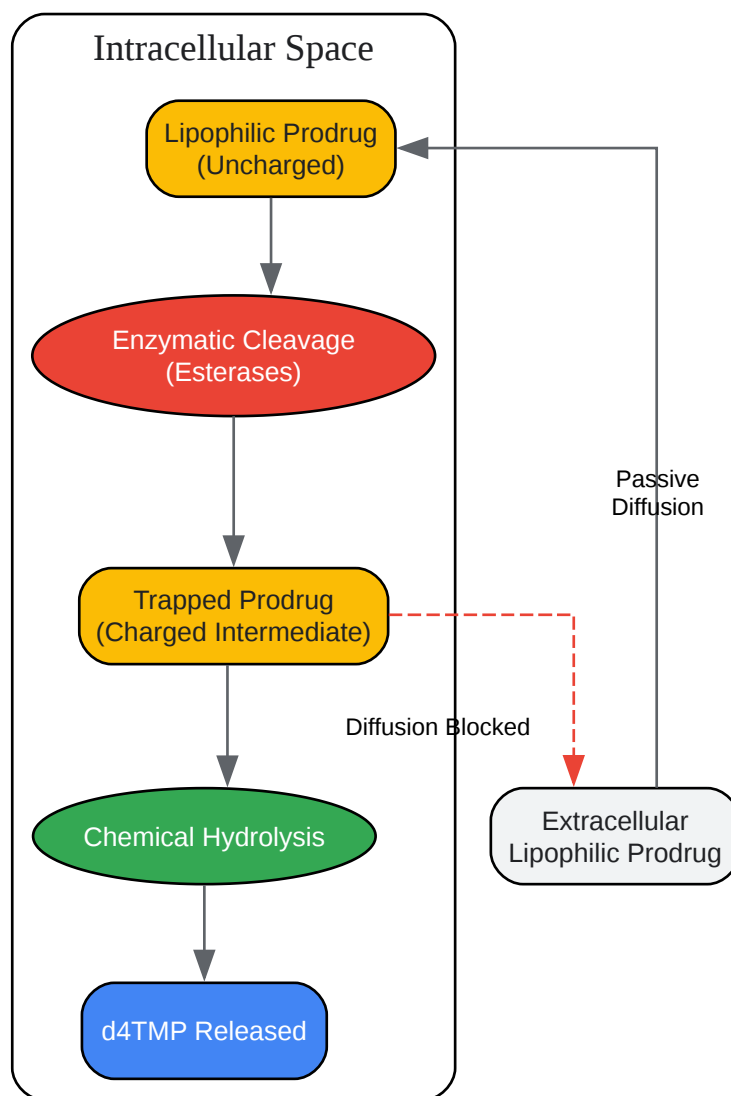 Intracellular Space
Lipophilic Prodrug
(Uncharged)
Enzymatic Cleavage
(Esterases)
Passive
Diffusion
Trapped Prodrug
(Charged Intermediate)
Diffusion Blocked
Chemical Hydrolysis
Extracellular
Lipophilic Prodrug
d4TMP Released